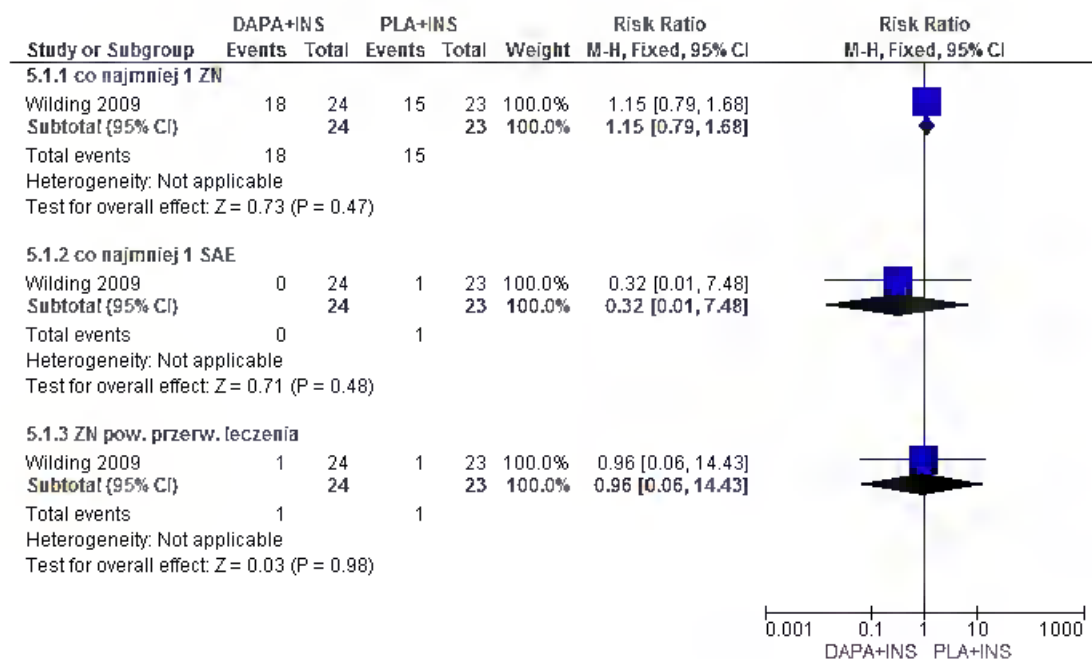 DAPA+INS PLA+INS Risk Ratio Risk Ratio
Study or Subgroup Events Total Events Total Weight M-H, Fixed, 95% CI M-H, Fixed, 95% CI
5.1.1 co najmniej 1 ZN
Wilding 2009 18 24 15 23 100.0% 1.15 [0.79, 1.68]
Subtotal (95% CI) 24 23 100.0% 1.15 [0.79, 1.68]
Total events 18 15
Heterogeneity: Not applicable
Test for overall effect: Z = 0.73 (P = 0.47)
5.1.2 co najmniej 1 SAE
Wilding 2009 0 24 1 23 100.0% 0.32 [0.01, 7.48]
Subtotal (95% CI) 24 23 100.0% 0.32 [0.01, 7.48]
Total events 0 1
Heterogeneity: Not applicable
Test for overall effect: Z = 0.71 (P = 0.48)
5.1.3 ZN pow. przerw. leczenia
Wilding 2009 1 24 1 23 100.0% 0.96 [0.06, 14.43]
Subtotal (95% CI) 24 23 100.0% 0.96 [0.06, 14.43]
Total events 1 1
Heterogeneity: Not applicable
Test for overall effect: Z = 0.03 (P = 0.98)
0.001 0.1 1 10 1000
DAPA+INS PLA+INS